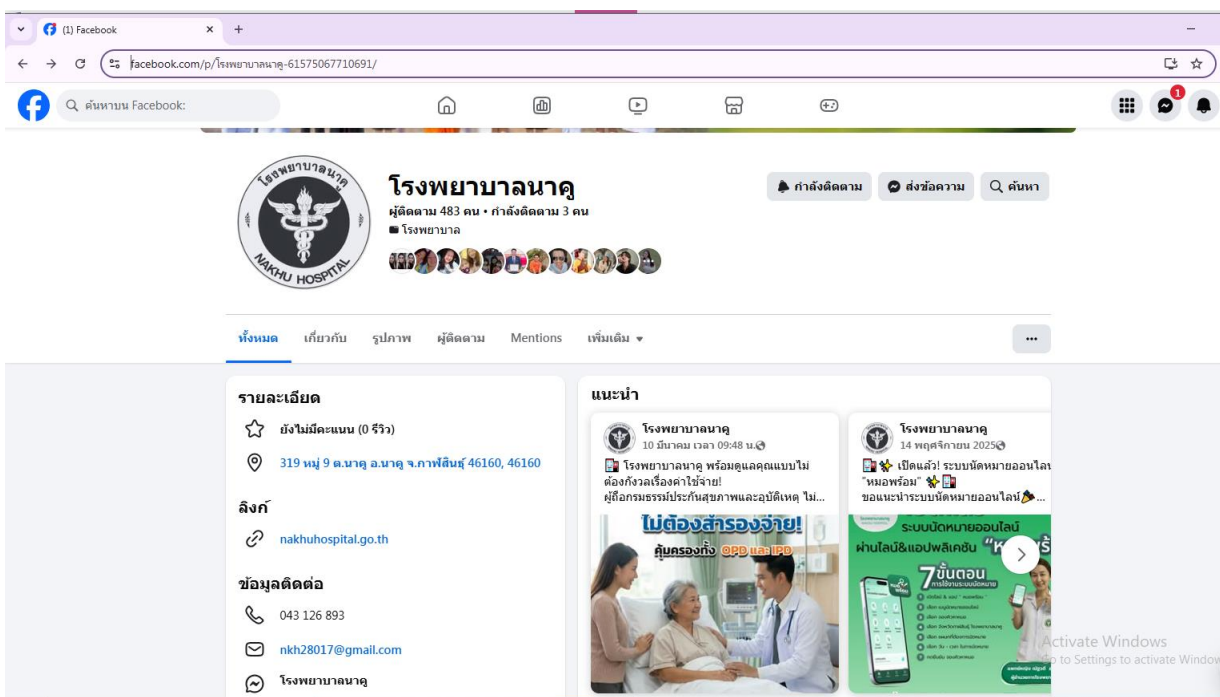 (1) Facebook
facebook.com/p/โรงพยาบาลนาคู-61575067710691/
ค้นหาบน Facebook:
1
โรงพยาบาลนาคู
NAKHU HOSPITAL
โรงพยาบาลนาคู
ผู้ติดตาม 483 คน • กำลังติดตาม 3 คน
โรงพยาบาล
กำลังติดตาม
ส่งข้อความ
ค้นหา
ทั้งหมด
เกี่ยวกับ
รูปภาพ
ผู้ติดตาม
Mentions
เพิ่มเติม
รายละเอียด
ยังไม่มีคะแนน (0 รีวิว)
319 หมู่ 9 ต.นาคู อ.นาคู จ.กาฬสินธุ์ 46160, 46160
ลิงก์
nakhuhospital.go.th
ข้อมูลติดต่อ
043 126 893
nkh28017@gmail.com
โรงพยาบาลนาคู
แนะนำ
โรงพยาบาลนาคู
10 มีนาคม เวลา 09:48 น.
โรงพยาบาลนาคู พร้อมดูแลคุณแบบไม่
ต้องกังวลเรื่องค่าใช้จ่าย!
ผู้ถือกรมธรรม์ประกันสุขภาพและอุบัติเหตุ ไม่...
ไม่ต้องสำรองจ่าย!
คุ้มครองทั้ง OPD และ IPD
โรงพยาบาลนาคู
14 พฤศจิกายน 2025
เปิดแล้ว! ระบบนัดหมายออนไลน
"หมอพร้อม"
ขอแนะนำระบบนัดหมายออนไลน์ ...
ระบบนัดหมายออนไลน์
ผ่านไลน์&แอปพลิเคชัน
7 ขั้นตอน
การใช้งานระบบนัดหมาย
Activate Windows
to Settings to activate Window